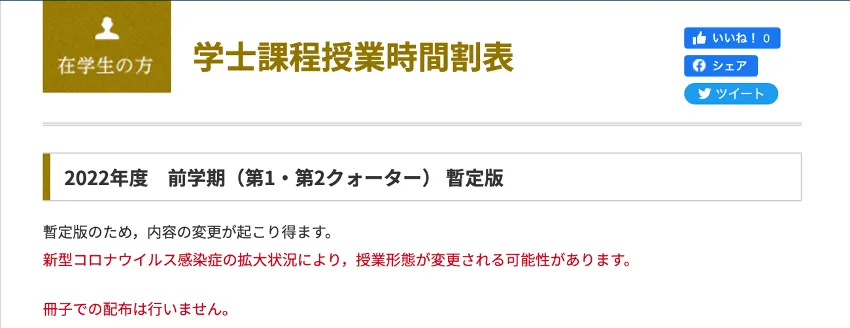 在学生の方
学士課程授業時間割表
いいね！ 0
シェア
ツイート
2022年度　前学期（第1・第2クォーター） 暫定版
暫定版のため，内容の変更が起こり得ます。
新型コロナウイルス感染症の拡大状況により，授業形態が変更される可能性があります。
冊子での配布は行いません。